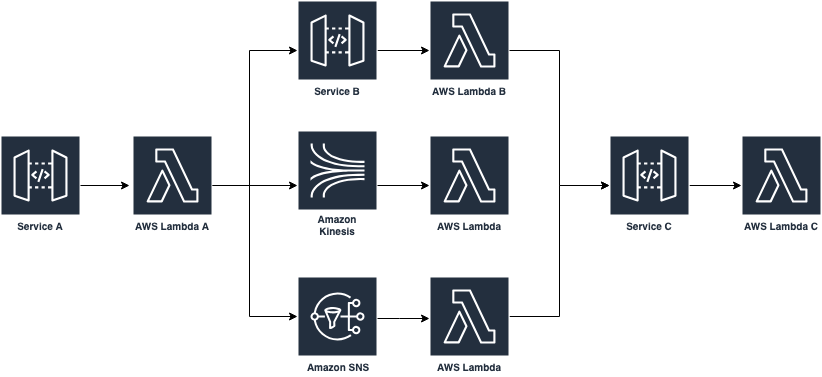 </>
Service B
AWS Lambda B
</>
Service A
AWS Lambda A
Amazon
Kinesis
AWS Lambda
</>
Service C
AWS Lambda C
Amazon SNS
AWS Lambda